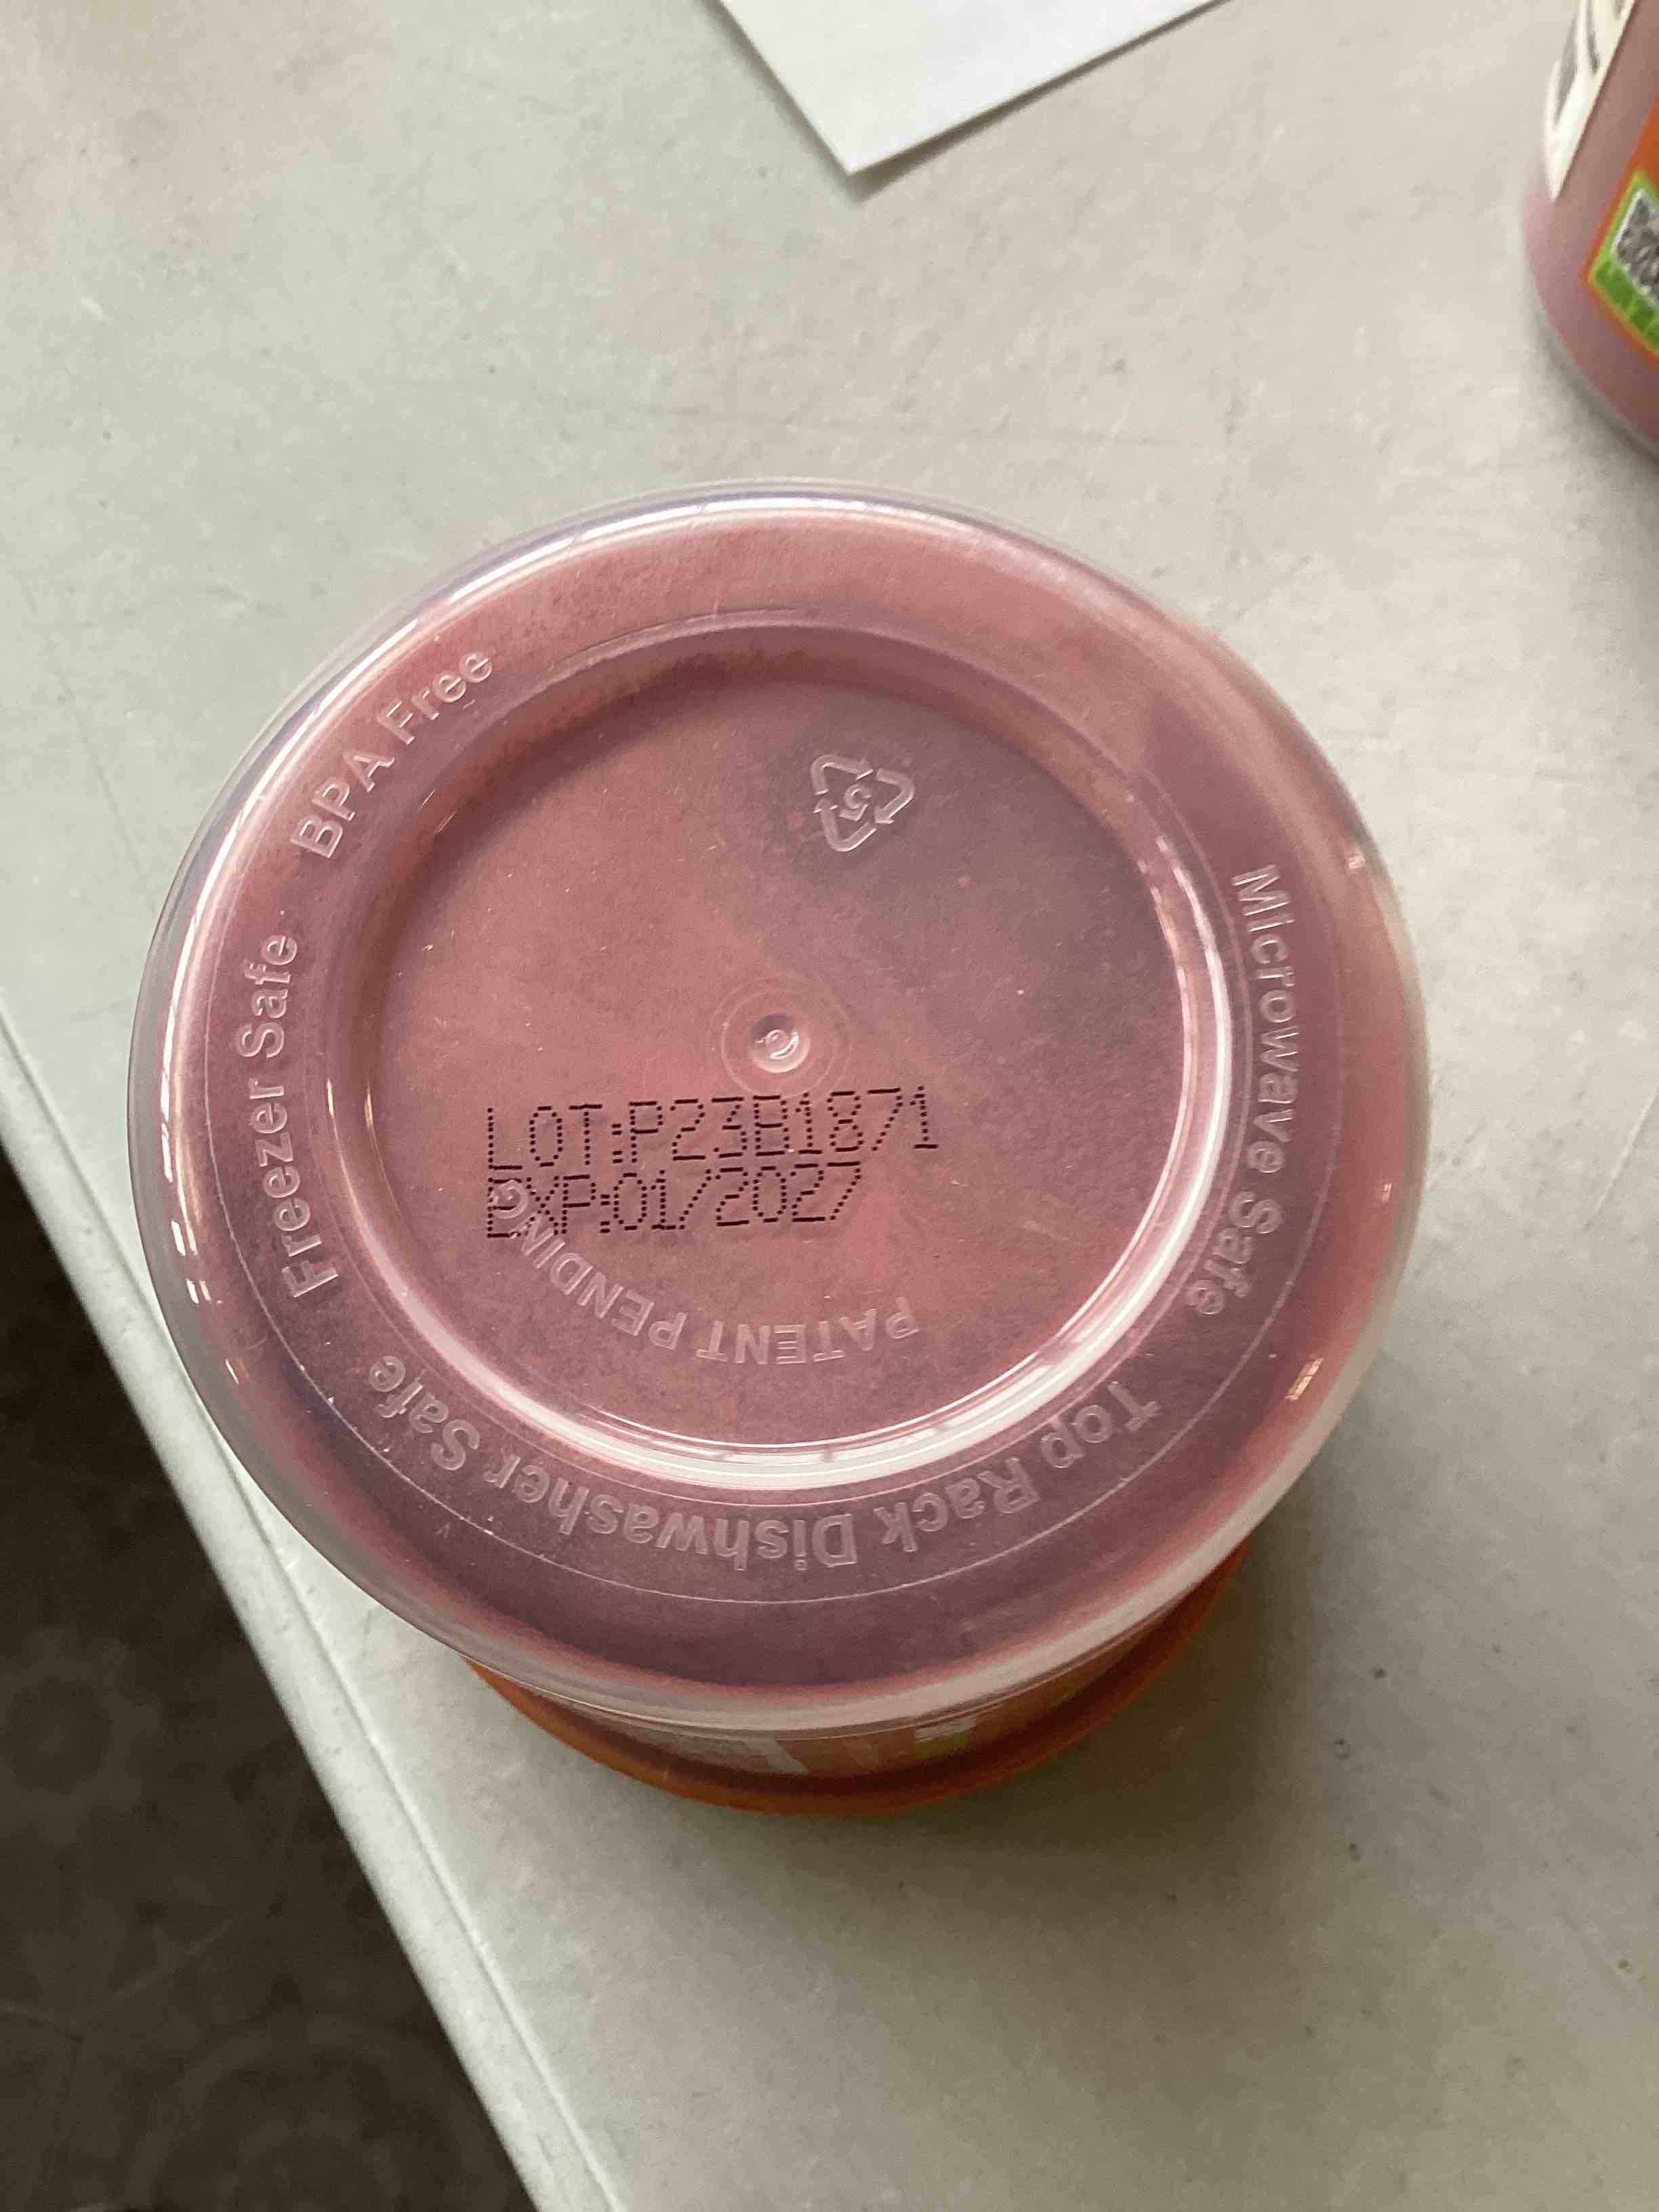 BPA Free
Microwave Safe
Top Rack Dishwasher Safe
Freezer Safe
5
LOT:P23B1871
EXP:01/2027
PATENT PENDING